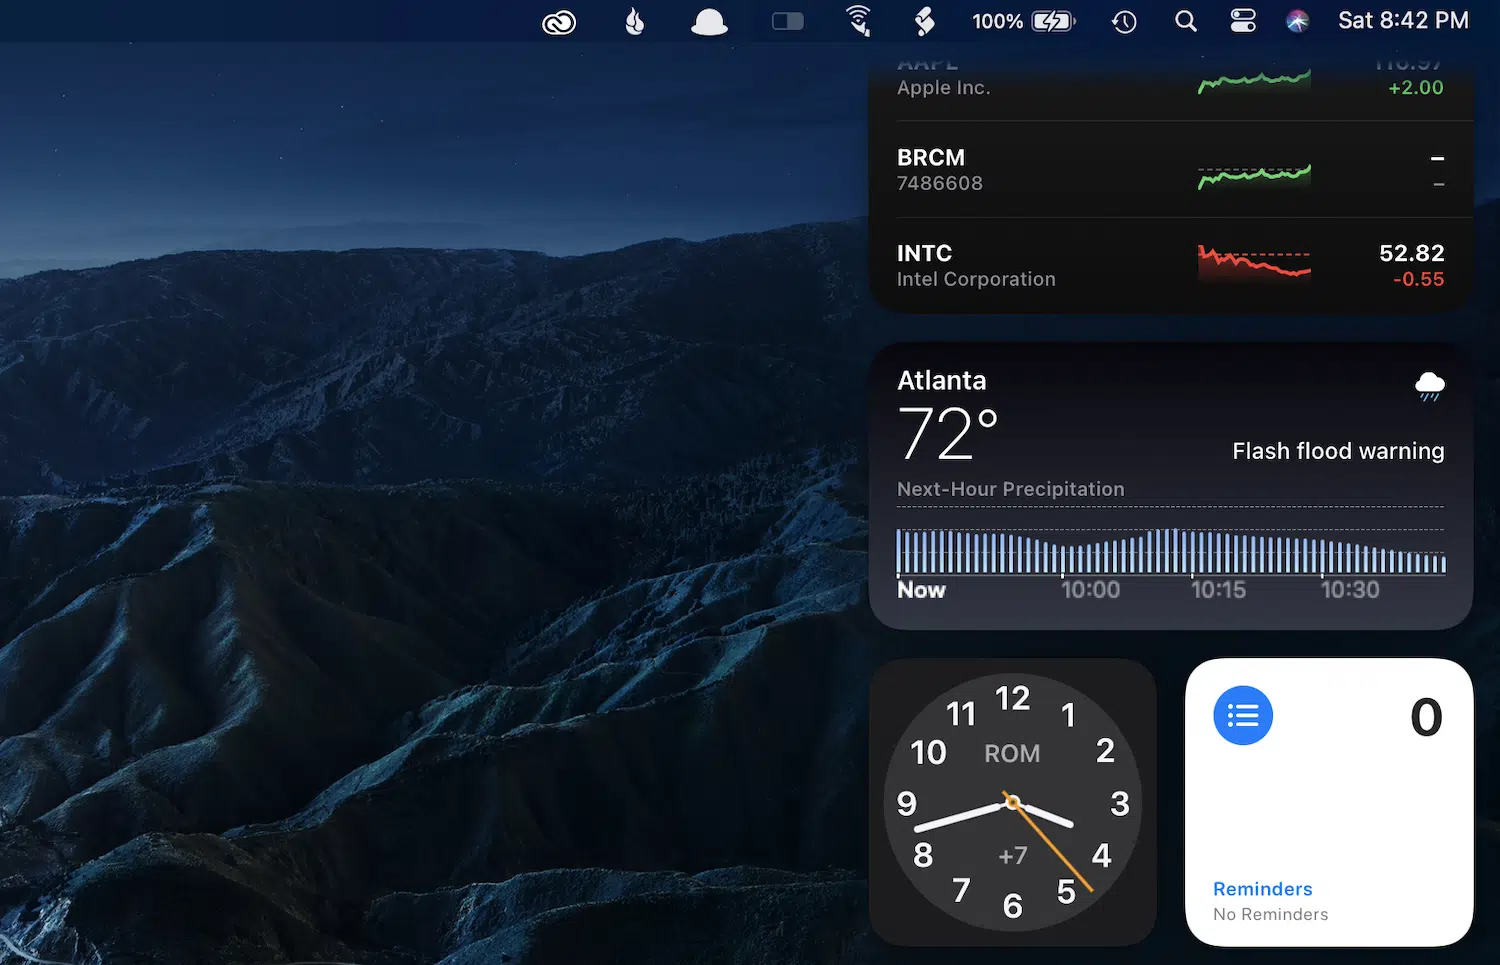 100%
Sat 8:42 PM
AAPL
Apple Inc.
+2.00
BRCM
–
7486608
–
INTC
52.82
Intel Corporation
-0.55
Atlanta
72°
Flash flood warning
Next-Hour Precipitation
Now 10:00 10:15 10:30
12
11 1
10 ROM 2
9 3
8 +7 4
7 5
6
0
Reminders
No Reminders